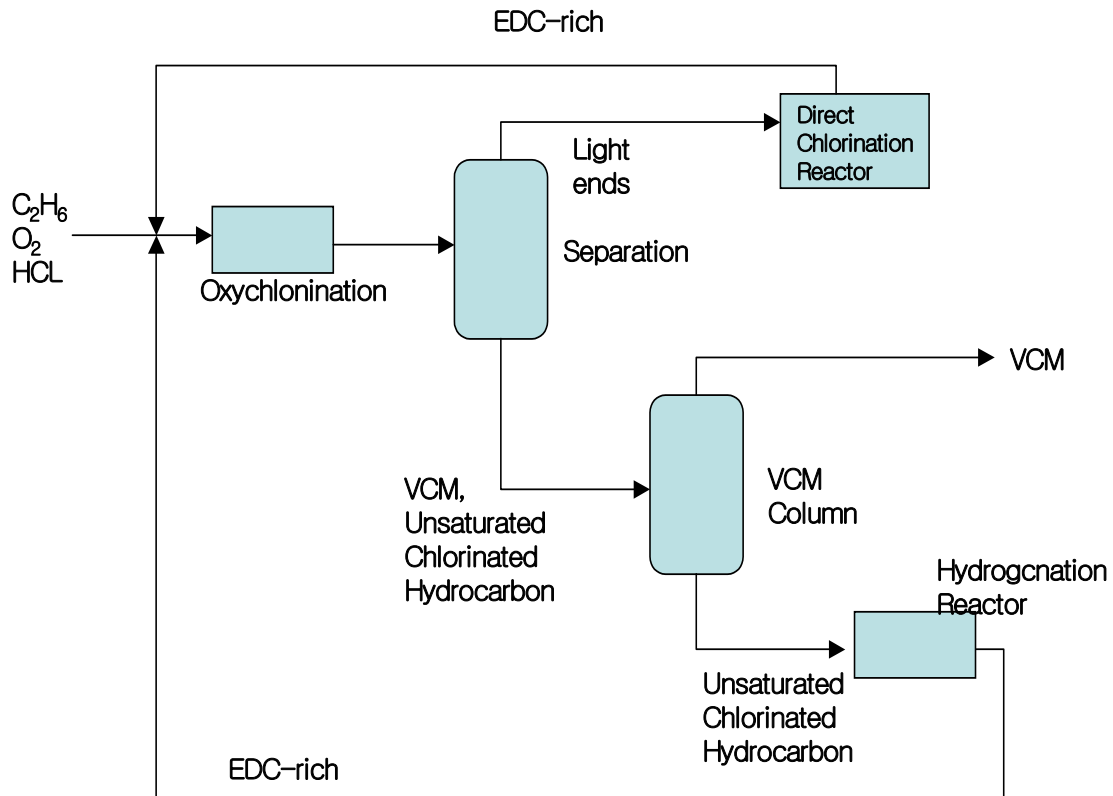 EDC-rich
Direct
Chlorination
Reactor
Light
ends
C₂H₆
O₂
HCL
Oxychlonination
Separation
VCM
VCM,
Unsaturated
Chlorinated
Hydrocarbon
VCM
Column
Hydrogcnation
Reactor
Unsaturated
Chlorinated
Hydrocarbon
EDC-rich